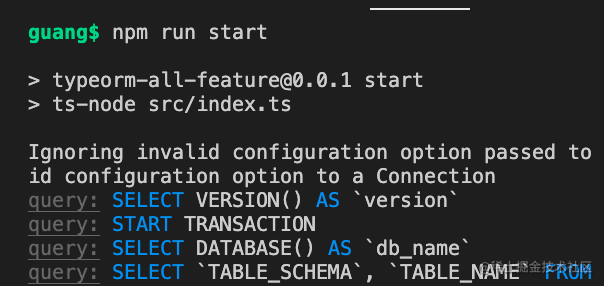 guang$ npm run start
> typeorm-all-feature@0.0.1 start
> ts-node src/index.ts
Ignoring invalid configuration option passed to
id configuration option to a Connection
query: SELECT VERSION() AS `version`
query: START TRANSACTION
query: SELECT DATABASE() AS `db_name`
query: SELECT `TABLE_SCHEMA`, `TABLE_NAME` FROM
@稀土掘金技术社区